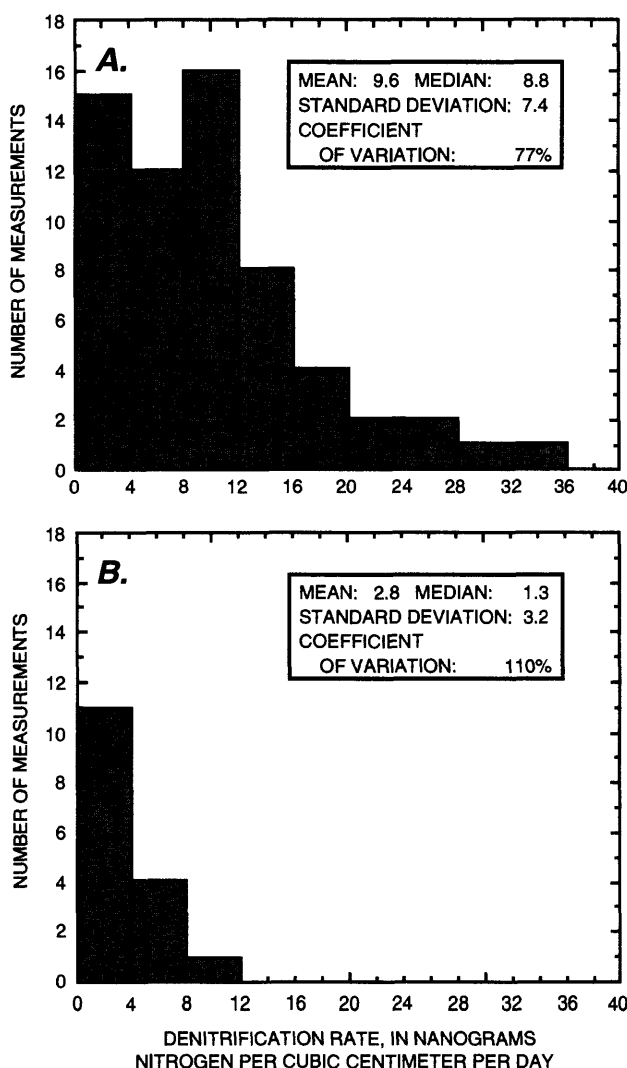 A.
MEAN: 9.6 MEDIAN: 8.8
STANDARD DEVIATION: 7.4
COEFFICIENT
OF VARIATION: 77%
NUMBER OF MEASUREMENTS
18
16
14
12
10
8
6
4
2
0
0 4 8 12 16 20 24 28 32 36 40
B.
MEAN: 2.8 MEDIAN: 1.3
STANDARD DEVIATION: 3.2
COEFFICIENT
OF VARIATION: 110%
NUMBER OF MEASUREMENTS
18
16
14
12
10
8
6
4
2
0
0 4 8 12 16 20 24 28 32 36 40
DENITRIFICATION RATE, IN NANOGRAMS
NITROGEN PER CUBIC CENTIMETER PER DAY